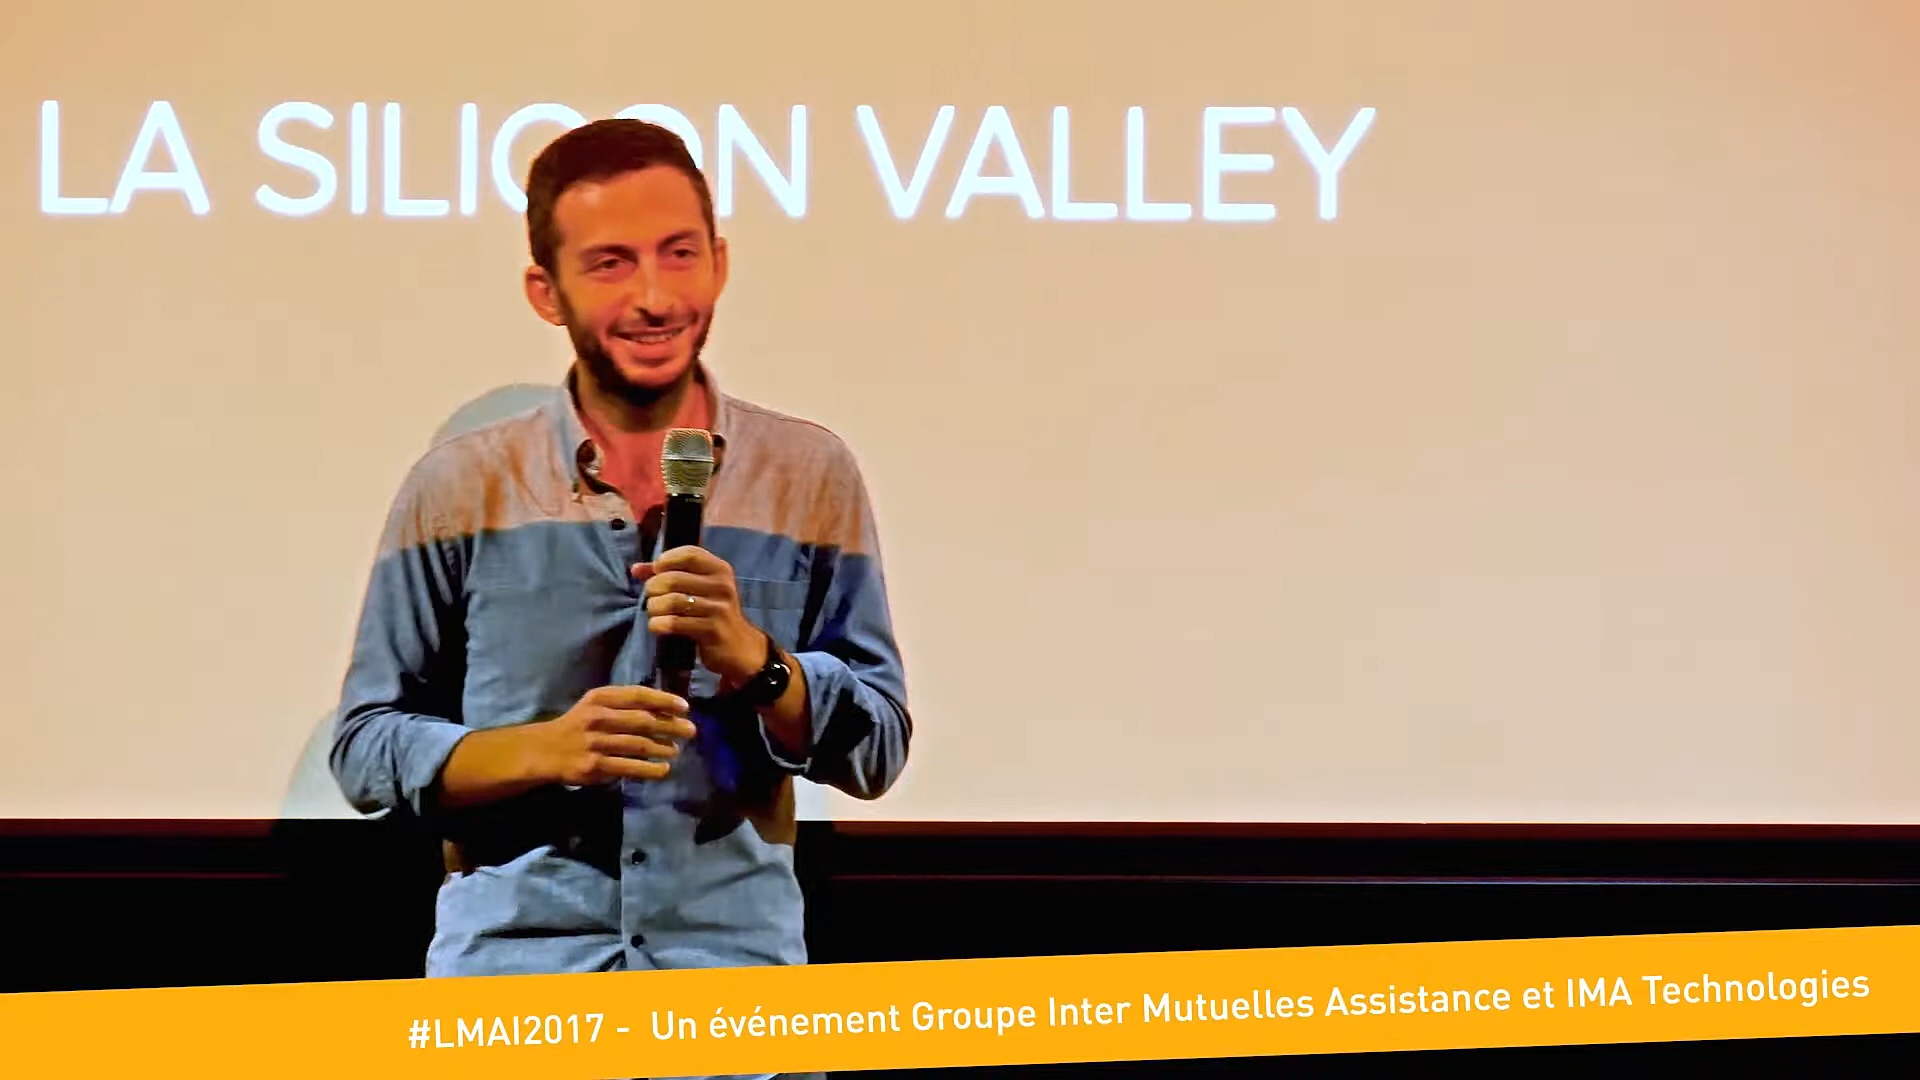 LA SILICON VALLEY
#LMAI2017 - Un événement Groupe Inter Mutuelles Assistance et IMA Technologies